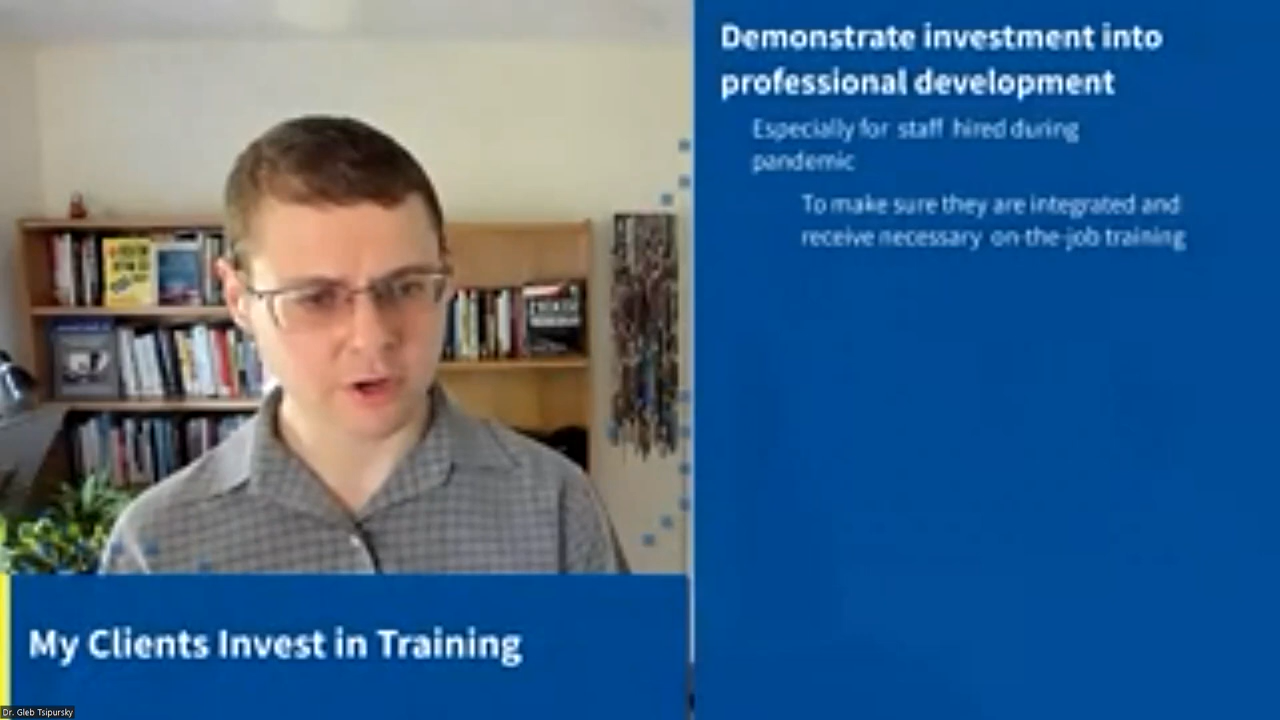 Demonstrate investment into
professional development
Especially for staff hired during
pandemic
To make sure they are integrated and
receive necessary on-the-job training
My Clients Invest in Training
Dr. Gleb Tsipursky